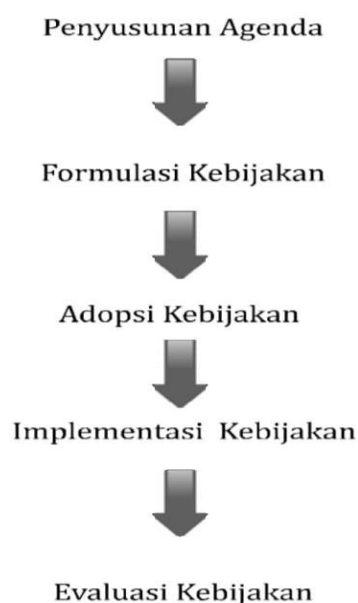 Penyusunan Agenda
Formulasi Kebijakan
Adopsi Kebijakan
Implementasi Kebijakan
Evaluasi Kebijakan